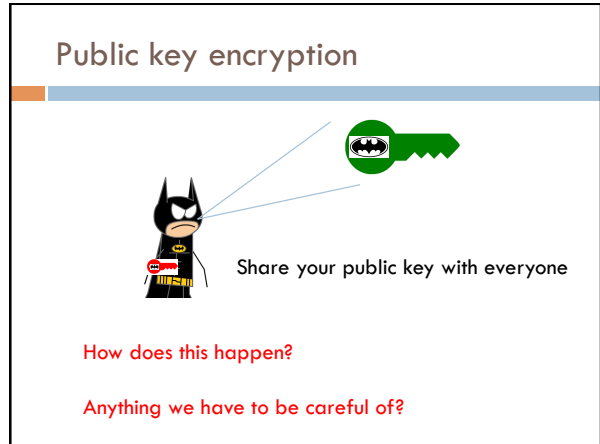 Public key encryption
Share your public key with everyone
How does this happen?
Anything we have to be careful of?